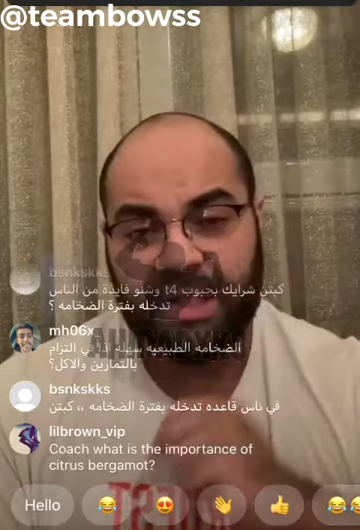 @teambowss
bsnkskks
كبتن شرايك بحبوب t4 وشنو فايدة من الناس
تدخله بفترة الضخامه ؟
mh06x
الضخامه الطبيعيه سهله اذا في التزام
بالتمارين والاكل؟
bsnkskks
في ناس قاعده تدخله بفترة الضخامه ،، كبتن
lilbrown_vip
Coach what is the importance of
citrus bergamot?
Hello